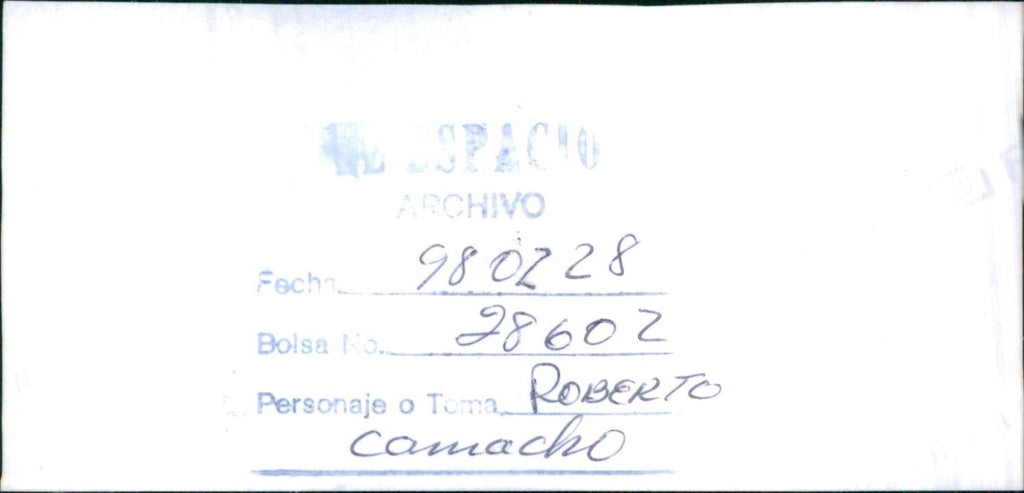 EL ESPACIO
ARCHIVO
Fecha 980228
Bolsa No. 28602
Personaje o Toma ROBERTO
Camacho